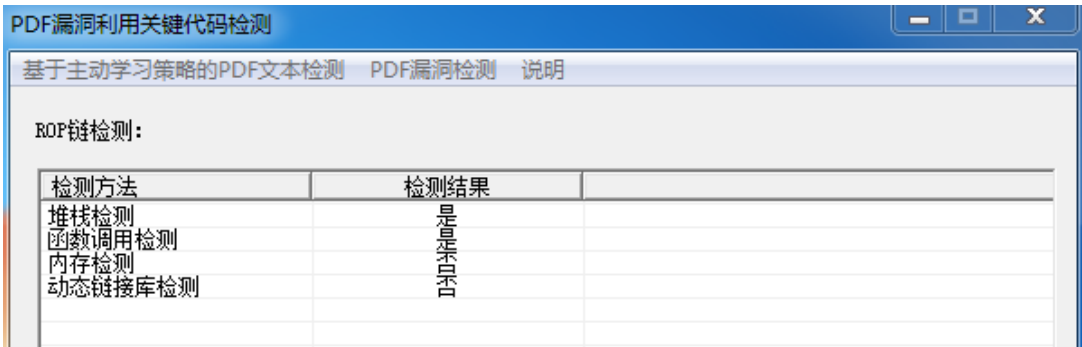 PDF漏洞利用关键代码检测
基于主动学习策略的PDF文本检测 PDF漏洞检测 说明
ROP链检测:
检测方法 检测结果
堆栈检测 是
函数调用检测 是
内存检测 否
动态链接库检测 否